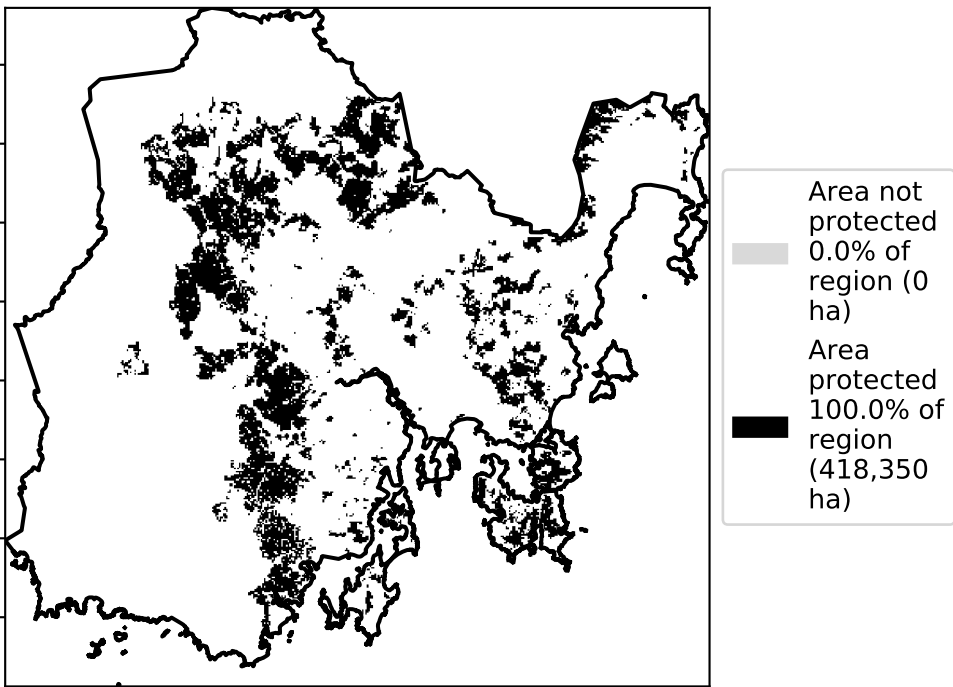 Area not
protected
0.0% of
region (0
ha)
Area
protected
100.0% of
region
(418,350
ha)